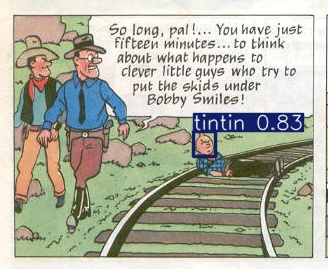 So long, pal!... You have just
fifteen minutes... to think
about what happens to
clever little guys who try to
put the skids under
Bobby Smiles!
tintin 0.83